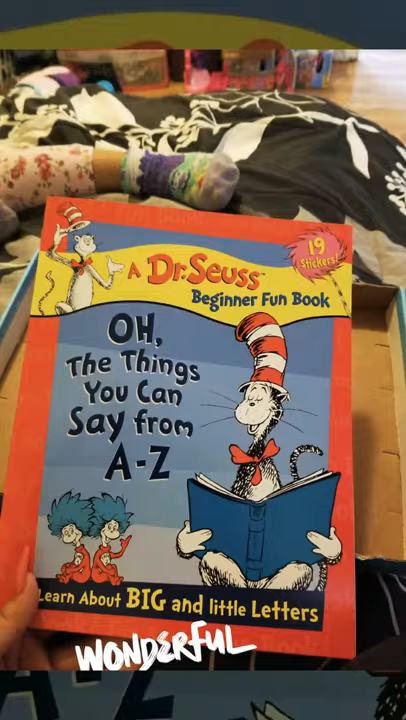 A Dr. Seuss™
Beginner Fun Book
19
Stickers!
OH,
The Things
You Can
Say from
A-Z
Learn About BIG and little Letters
WONDERFUL